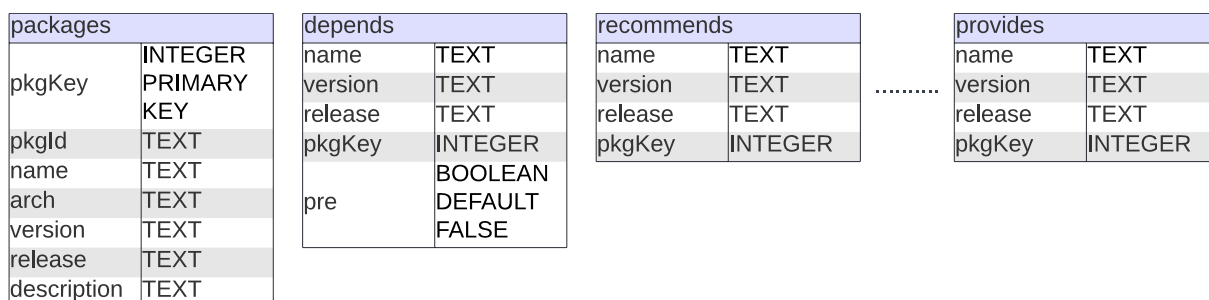 packages
pkgKey INTEGER
PRIMARY
KEY
pkgId TEXT
name TEXT
arch TEXT
version TEXT
release TEXT
description TEXT
depends
name TEXT
version TEXT
release TEXT
pkgKey INTEGER
pre BOOLEAN
DEFAULT
FALSE
recommends
name TEXT
version TEXT
release TEXT
pkgKey INTEGER
..........
provides
name TEXT
version TEXT
release TEXT
pkgKey INTEGER